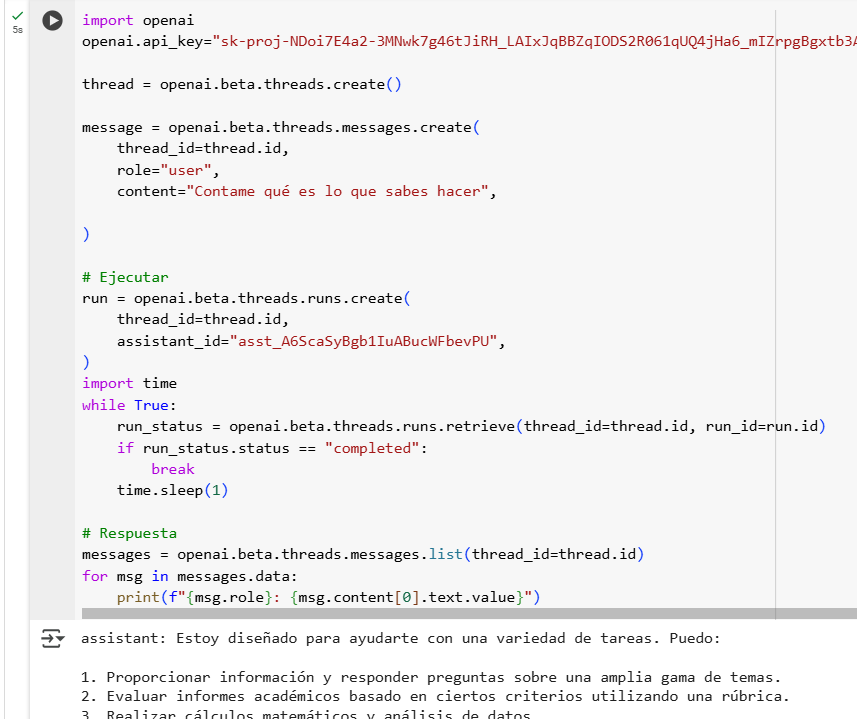 5s
import openai
openai.api_key="sk-proj-[REDACTED]
thread = openai.beta.threads.create()
message = openai.beta.threads.messages.create(
    thread_id=thread.id,
    role="user",
    content="Contame qué es lo que sabes hacer",
)
# Ejecutar
run = openai.beta.threads.runs.create(
    thread_id=thread.id,
    assistant_id="asst_A6ScaSyBgb1IuABucWFbevPU",
)
import time
while True:
    run_status = openai.beta.threads.runs.retrieve(thread_id=thread.id, run_id=run.id)
    if run_status.status == "completed":
        break
    time.sleep(1)
# Respuesta
messages = openai.beta.threads.messages.list(thread_id=thread.id)
for msg in messages.data:
    print(f"{msg.role}: {msg.content[0].text.value}")
assistant: Estoy diseñado para ayudarte con una variedad de tareas. Puedo:
1. Proporcionar información y responder preguntas sobre una amplia gama de temas.
2. Evaluar informes académicos basado en ciertos criterios utilizando una rúbrica.
3. Realizar cálculos matemáticos y análisis de datos